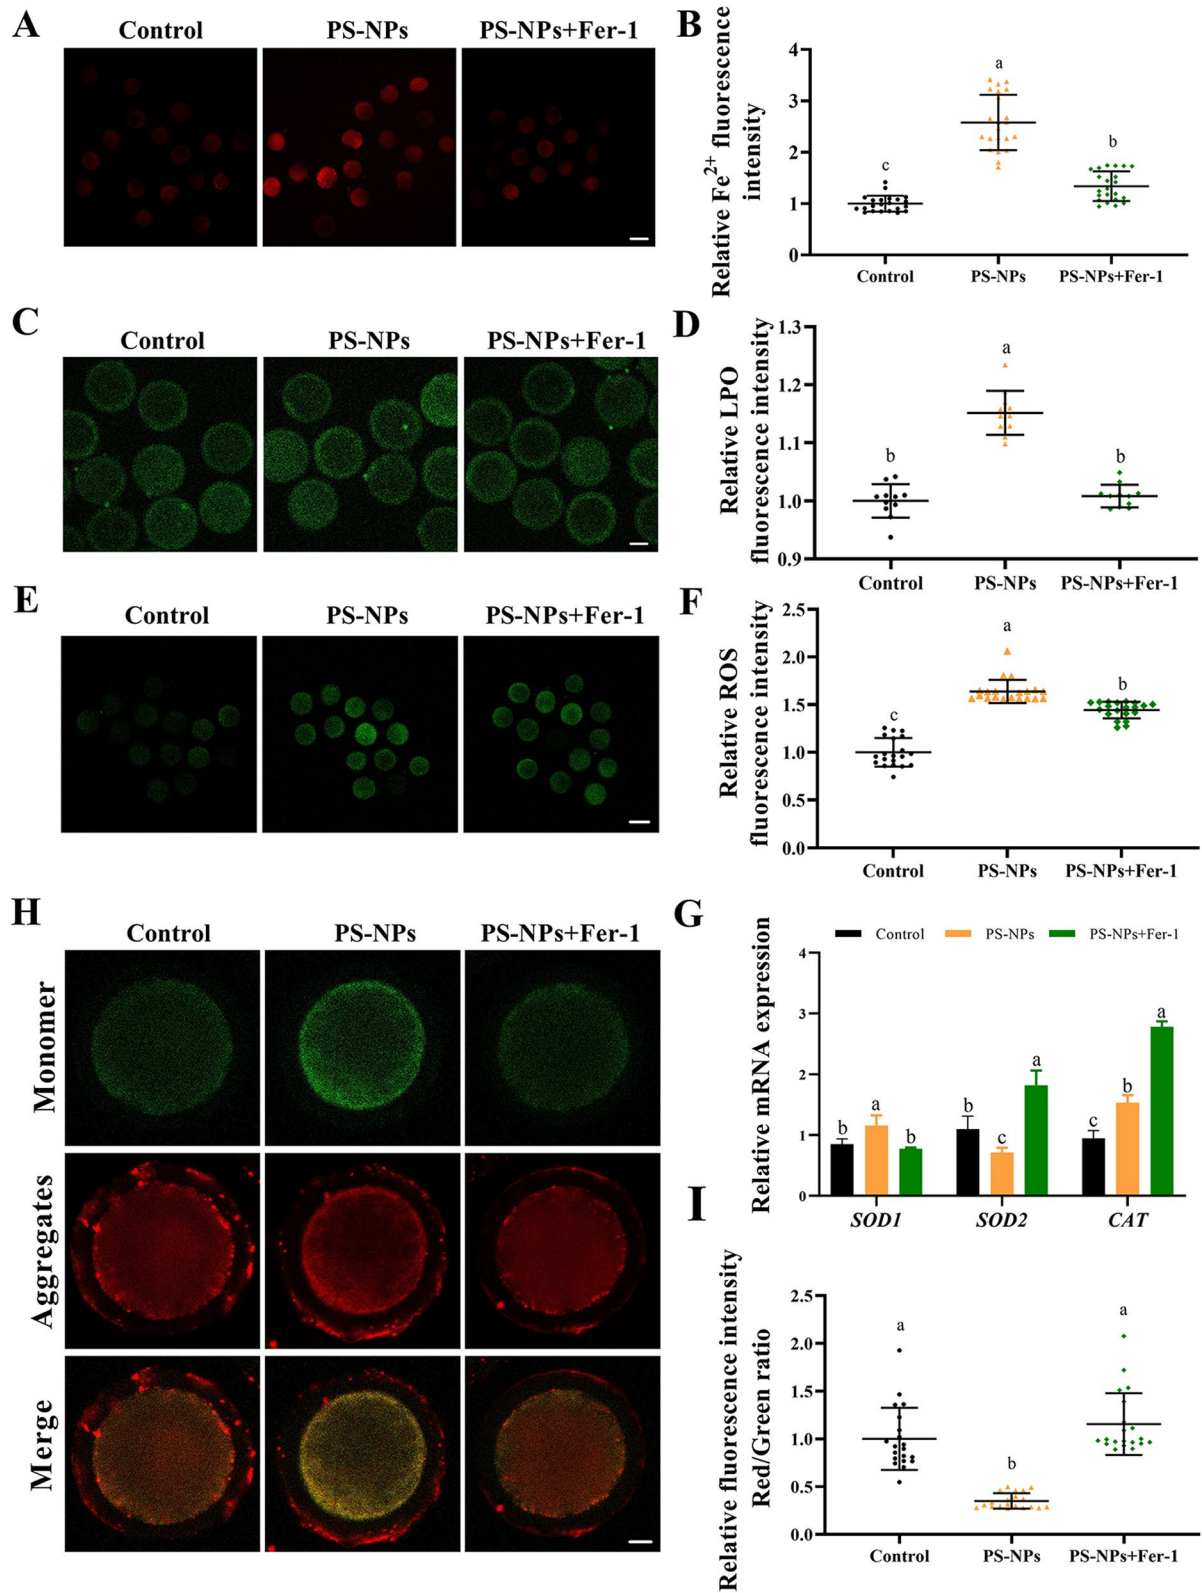 A
Control
PS-NPs
PS-NPs+Fer-1
B
Relative Fe2+ fluorescence
intensity
4
3
2
1
0
a
b
c
Control
PS-NPs
PS-NPs+Fer-1
C
Control
PS-NPs
PS-NPs+Fer-1
D
Relative LPO
fluorescence intensity
1.3
1.2
1.1
1.0
0.9
a
b
b
Control
PS-NPs
PS-NPs+Fer-1
E
Control
PS-NPs
PS-NPs+Fer-1
F
Relative ROS
fluorescence intensity
2.5
2.0
1.5
1.0
0.5
0.0
a
b
c
Control
PS-NPs
PS-NPs+Fer-1
H
Control
PS-NPs
PS-NPs+Fer-1
Monomer
Aggregates
Merge
G
Control
PS-NPs
PS-NPs+Fer-1
Relative mRNA expression
4
3
2
1
0
b
a
b
b
c
a
c
b
a
SOD1
SOD2
CAT
I
Relative fluorescence intensity
Red/Green ratio
2.5
2.0
1.5
1.0
0.5
0.0
a
b
a
Control
PS-NPs
PS-NPs+Fer-1